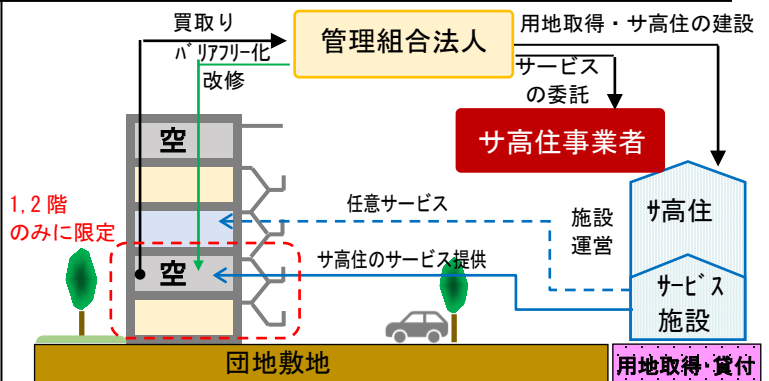 買取り
管理組合法人
用地取得・サ高住の建設
バリアフリー化
改修
サービス
の委託
サ高住事業者
空
1,2階
のみに限定
任意サービス
施設
運営
サ高住
空
サ高住のサービス提供
サービス
施設
団地敷地
用地取得・貸付